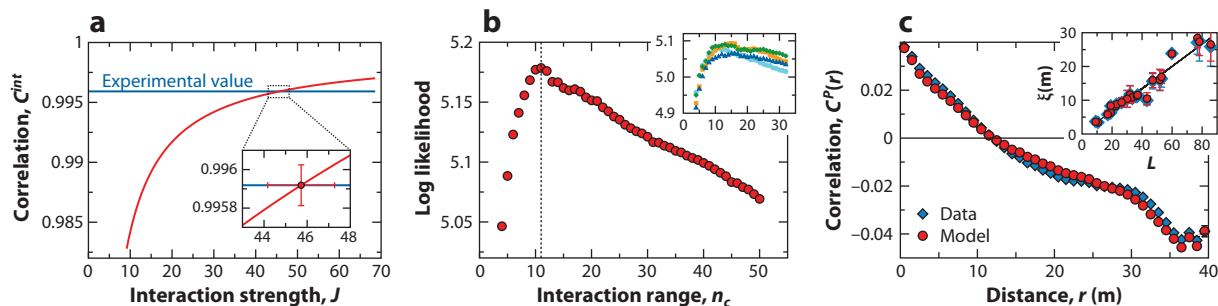 a
Correlation, C^int
1
0.995
0.99
0.985
Experimental value
0.996
0.9958
44 46 48
0 10 20 30 40 50 60 70
Interaction strength, J
b
Log likelihood
5.2
5.15
5.1
5.05
5.1
5.0
4.9
0 10 20 30
0 10 20 30 40 50
Interaction range, n_c
c
Correlation, C^P(r)
0.04
0.02
0
−0.02
−0.04
ξ(m)
30
20
10
0
0 20 40 60 80
L
Data
Model
0 10 20 30 40
Distance, r (m)